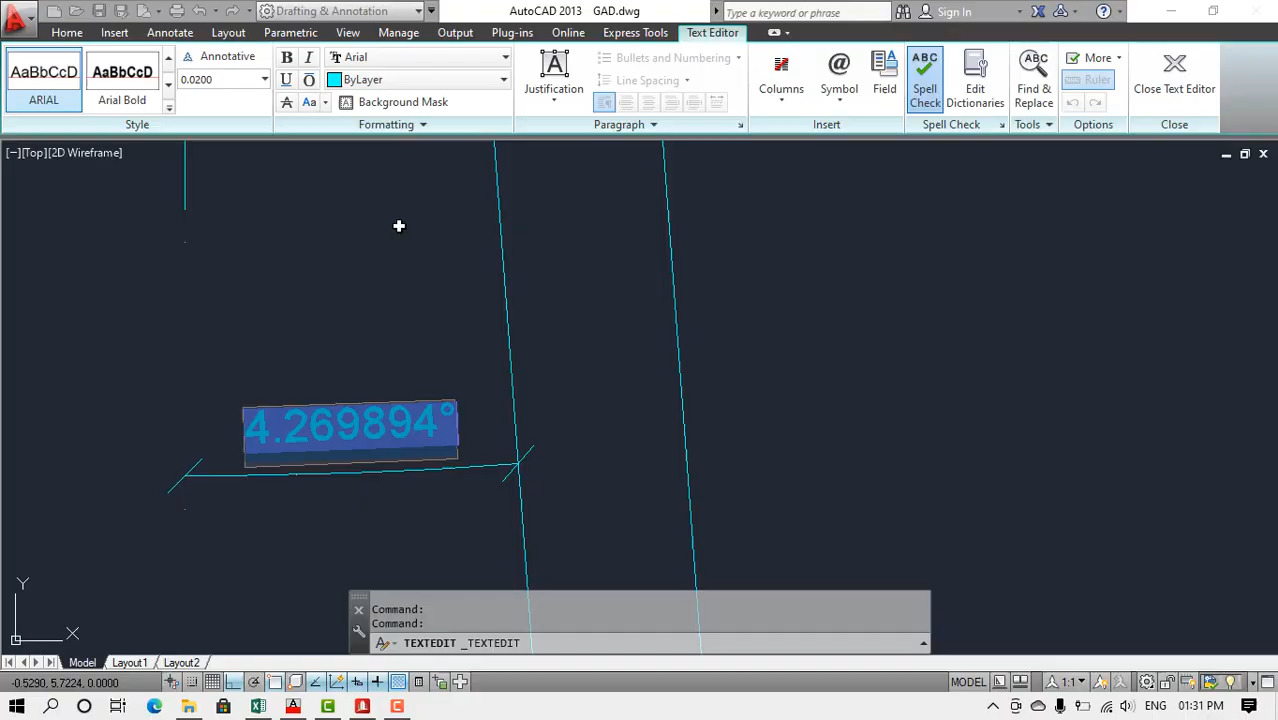 Drafting & Annotation
AutoCAD 2013 GAD.dwg
Type a keyword or phrase
Sign In
Home Insert Annotate Layout Parametric View Manage Output Plug-ins Online Express Tools Text Editor
AaBbCcD
ARIAL
AaBbCcD
Arial Bold
Annotative
0.0200
Style
B I Arial
U O ByLayer
A Aa Background Mask
Formatting
Justification
Bullets and Numbering
Line Spacing
Paragraph
Columns
Symbol
Field
Insert
ABC
Spell
Check
Edit
Dictionaries
Spell Check
ABC
Find &
Replace
Tools
More
Ruler
Options
Close Text Editor
Close
[−][Top][2D Wireframe]
4.269894°
Y
X
Command:
Command:
TEXTEDIT _TEXTEDIT
Model Layout1 Layout2
-0.5290, 5.7224, 0.0000
MODEL
1:1
ENG 01:31 PM